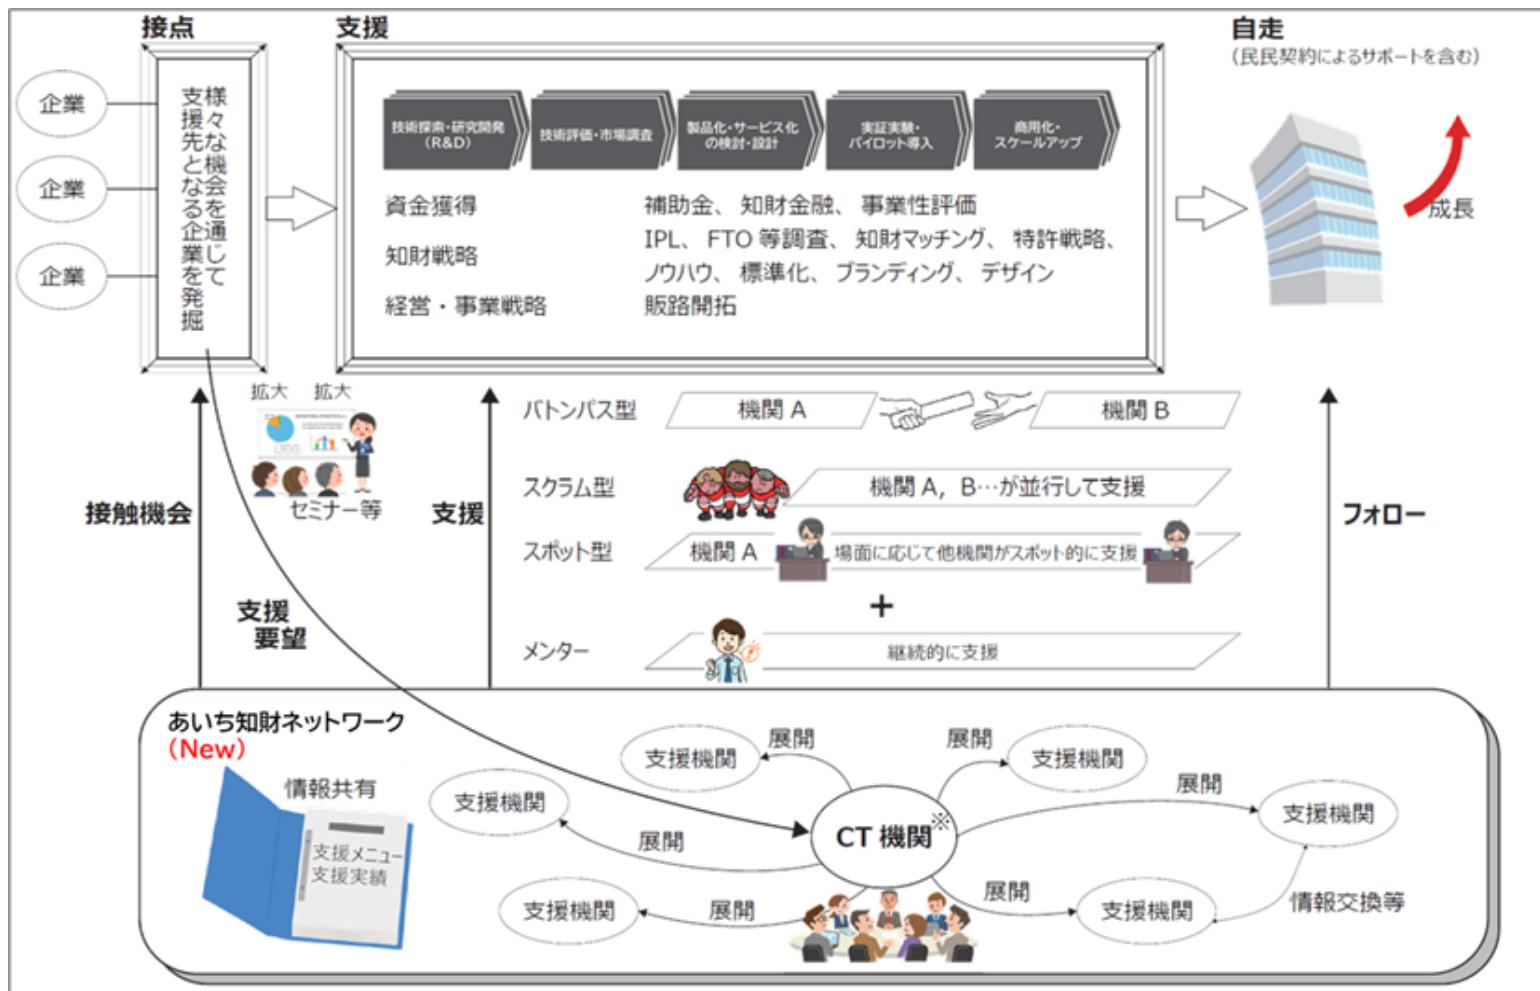 接点
支援
自走
（民民契約によるサポートを含む）
企業
企業
企業
様々な機会を通じて
支援先となる企業を発掘
技術探索・研究開発
（R&D）
技術評価・市場調査
製品化・サービス化
の検討・設計
実証実験・
パイロット導入
商用化・
スケールアップ
資金獲得
補助金、知財金融、事業性評価
知財戦略
IPL、FTO 等調査、知財マッチング、特許戦略、
ノウハウ、標準化、ブランディング、デザイン
経営・事業戦略
販路開拓
成長
拡大 拡大
セミナー等
接触機会
支援
要望
支援
バトンパス型
機関 A
機関 B
スクラム型
機関 A，B…が並行して支援
スポット型
機関 A
場面に応じて他機関がスポット的に支援
+
メンター
継続的に支援
フォロー
あいち知財ネットワーク
（New）
情報共有
支援メニュー
支援実績
支援機関
展開
支援機関
展開
展開
支援機関
展開
支援機関
CT 機関※
支援機関
展開
支援機関
展開
情報交換等